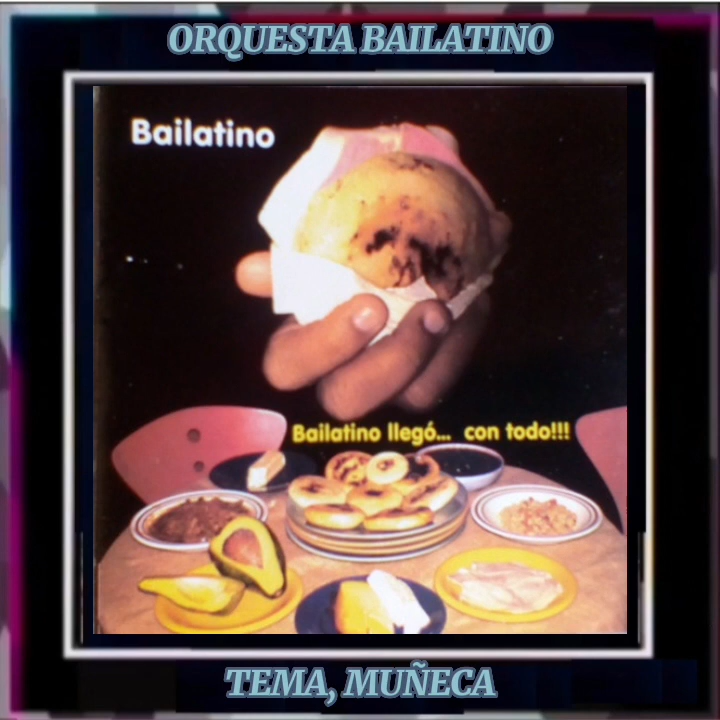 ORQUESTA BAILATINO
Bailatino
Bailatino llegó... con todo!!!
TEMA, MUÑECA